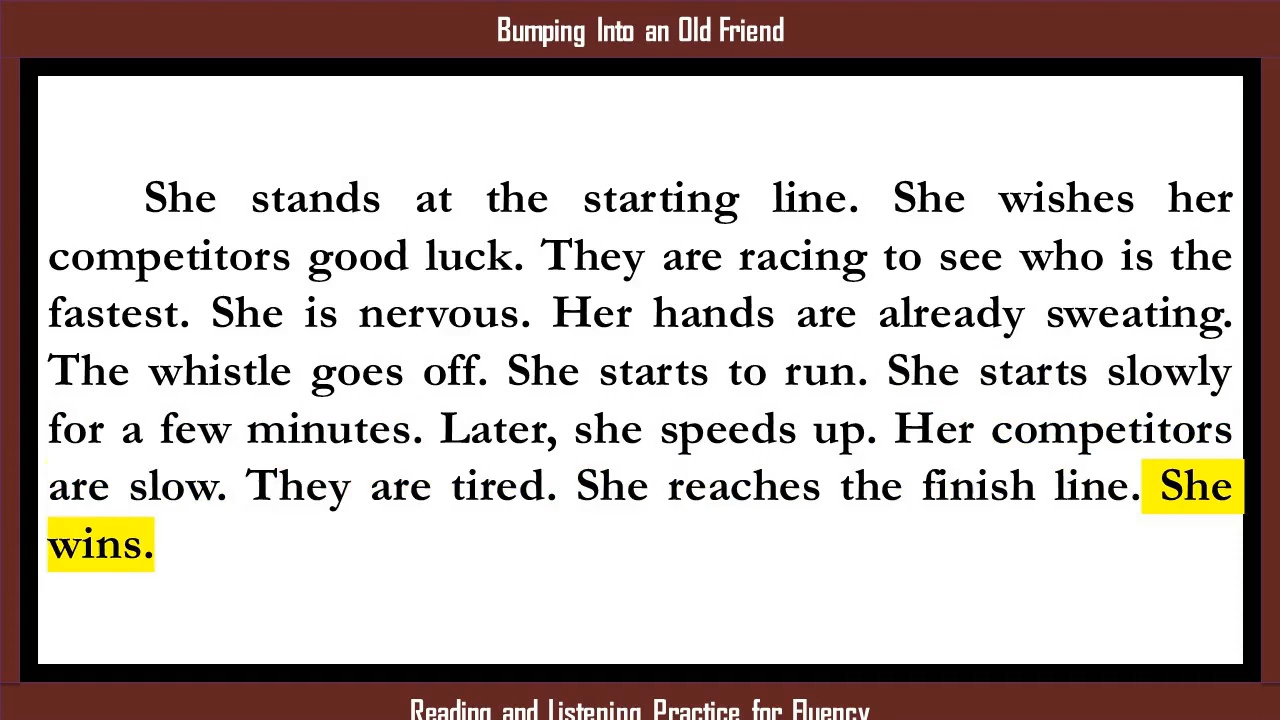 Bumping Into an Old Friend
She stands at the starting line. She wishes her
competitors good luck. They are racing to see who is the
fastest. She is nervous. Her hands are already sweating.
The whistle goes off. She starts to run. She starts slowly
for a few minutes. Later, she speeds up. Her competitors
are slow. They are tired. She reaches the finish line. She
wins.
Reading and Listening Practice for Fluency